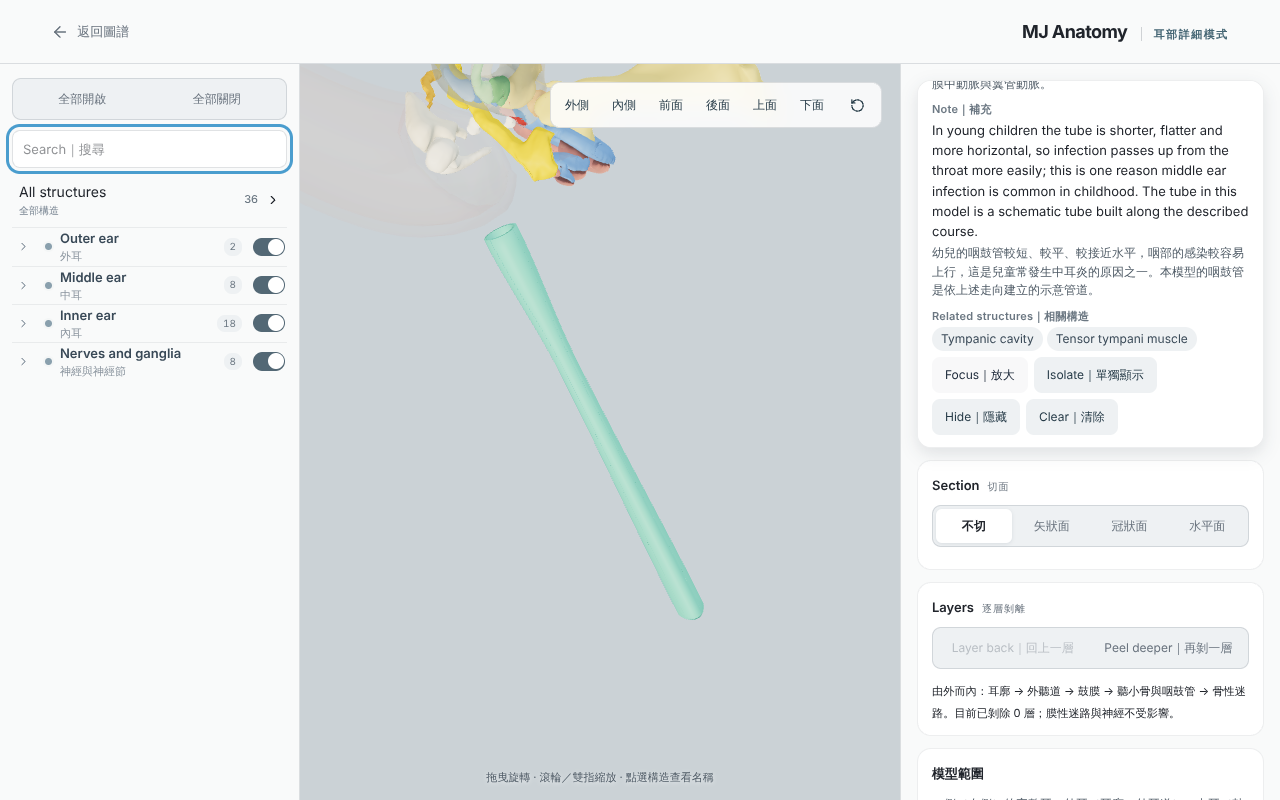 返回圖譜
MJ Anatomy
耳部詳細模式
全部開啟
全部關閉
Search｜搜尋
All structures
全部構造
36
Outer ear
外耳
2
Middle ear
中耳
8
Inner ear
內耳
18
Nerves and ganglia
神經與神經節
8
外側 內側 前面 後面 上面 下面
拖曳旋轉 · 滾輪／雙指縮放 · 點選構造查看名稱
膜中動脈與翼管動脈。
Note｜補充
In young children the tube is shorter, flatter and
more horizontal, so infection passes up from the
throat more easily; this is one reason middle ear
infection is common in childhood. The tube in this
model is a schematic tube built along the described
course.
幼兒的咽鼓管較短、較平、較接近水平，咽部的感染較容易
上行，這是兒童常發生中耳炎的原因之一。本模型的咽鼓管
是依上述走向建立的示意管道。
Related structures｜相關構造
Tympanic cavity
Tensor tympani muscle
Focus｜放大
Isolate｜單獨顯示
Hide｜隱藏
Clear｜清除
Section 切面
不切 矢狀面 冠狀面 水平面
Layers 逐層剝離
Layer back｜回上一層
Peel deeper｜再剝一層
由外而內：耳廓 → 外聽道 → 鼓膜 → 聽小骨與咽鼓管 → 骨性迷
路。目前已剝除 0 層；膜性迷路與神經不受影響。
模型範圍